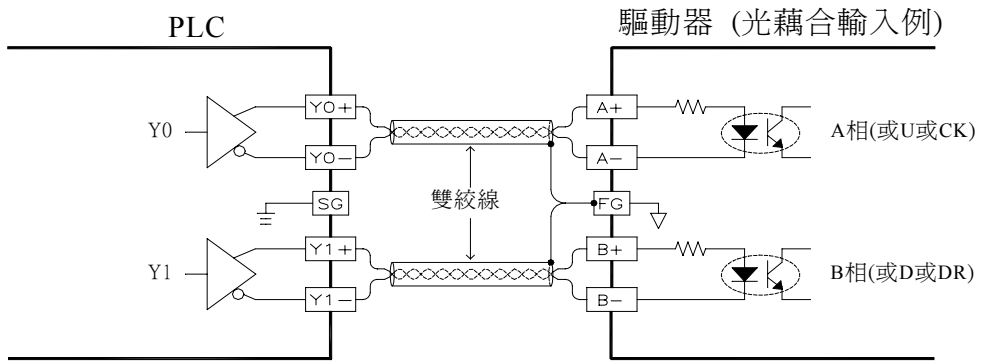 PLC
驅動器 (光藕合輸入例)
Y0
Y0+
Y0-
A+
A-
A相(或U或CK)
SG
雙絞線
FG
Y1
Y1+
Y1-
B+
B-
B相(或D或DR)